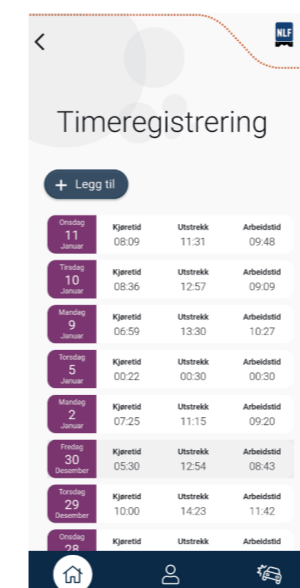 NLF
Timeregistrering
+ Legg til
Onsdag
11
Januar
Kjøretid Utstrekk Arbeidstid
08:09 11:31 09:48
Tirsdag
10
Januar
Kjøretid Utstrekk Arbeidstid
08:36 12:57 09:09
Mandag
9
Januar
Kjøretid Utstrekk Arbeidstid
06:59 13:30 10:27
Torsdag
5
Januar
Kjøretid Utstrekk Arbeidstid
00:22 00:30 00:30
Mandag
2
Januar
Kjøretid Utstrekk Arbeidstid
07:25 11:15 09:20
Fredag
30
Desember
Kjøretid Utstrekk Arbeidstid
05:30 12:54 08:43
Torsdag
29
Desember
Kjøretid Utstrekk Arbeidstid
10:00 14:23 11:42
Onsdag
28
Kjøretid Utstrekk Arbeidstid